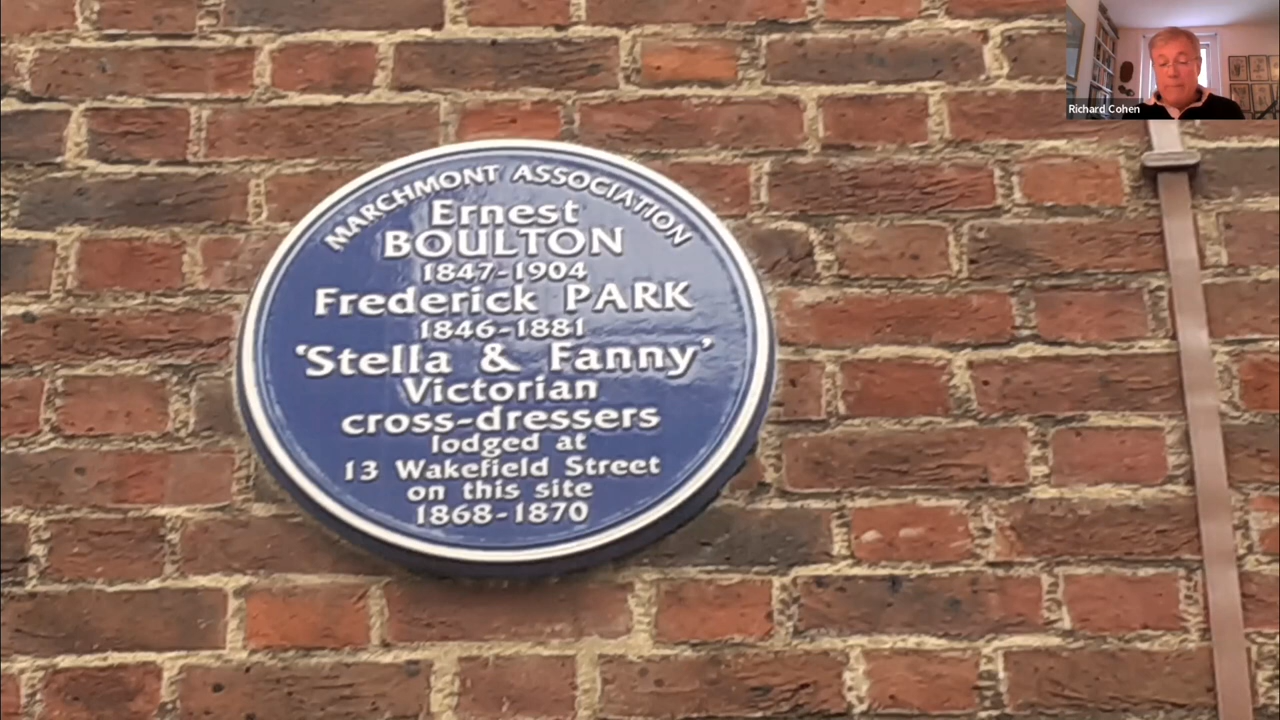 MARCHMONT ASSOCIATION
Ernest
BOULTON
1847-1904
Frederick PARK
1846-1881
'Stella & Fanny'
Victorian
cross-dressers
lodged at
13 Wakefield Street
on this site
1868-1870
Richard Cohen